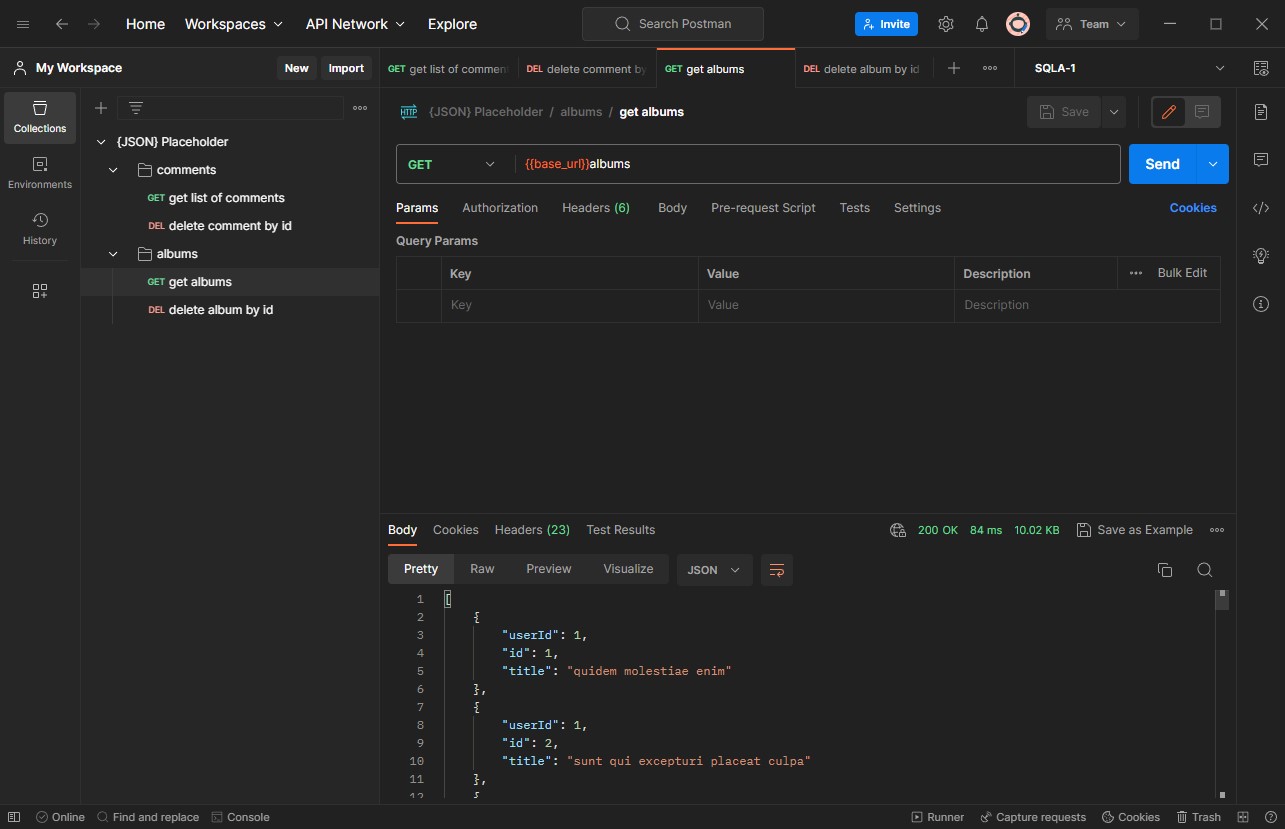 Home Workspaces API Network Explore Search Postman Invite Team
My Workspace New Import GET get list of commen DEL delete comment by GET get albums DEL delete album by id SQLA-1
Collections
Environments
History
{JSON} Placeholder
comments
GET get list of comments
DEL delete comment by id
albums
GET get albums
DEL delete album by id
HTTP {JSON} Placeholder / albums / get albums Save
GET {{base_url}}albums Send
Params Authorization Headers (6) Body Pre-request Script Tests Settings Cookies
Query Params
Key Value Description Bulk Edit
Key Value Description
Body Cookies Headers (23) Test Results 200 OK 84 ms 10.02 KB Save as Example
Pretty Raw Preview Visualize JSON
1 [
2 {
3 "userId": 1,
4 "id": 1,
5 "title": "quidem molestiae enim"
6 },
7 {
8 "userId": 1,
9 "id": 2,
10 "title": "sunt qui excepturi placeat culpa"
11 },
12 {
Online Find and replace Console Runner Capture requests Cookies Trash